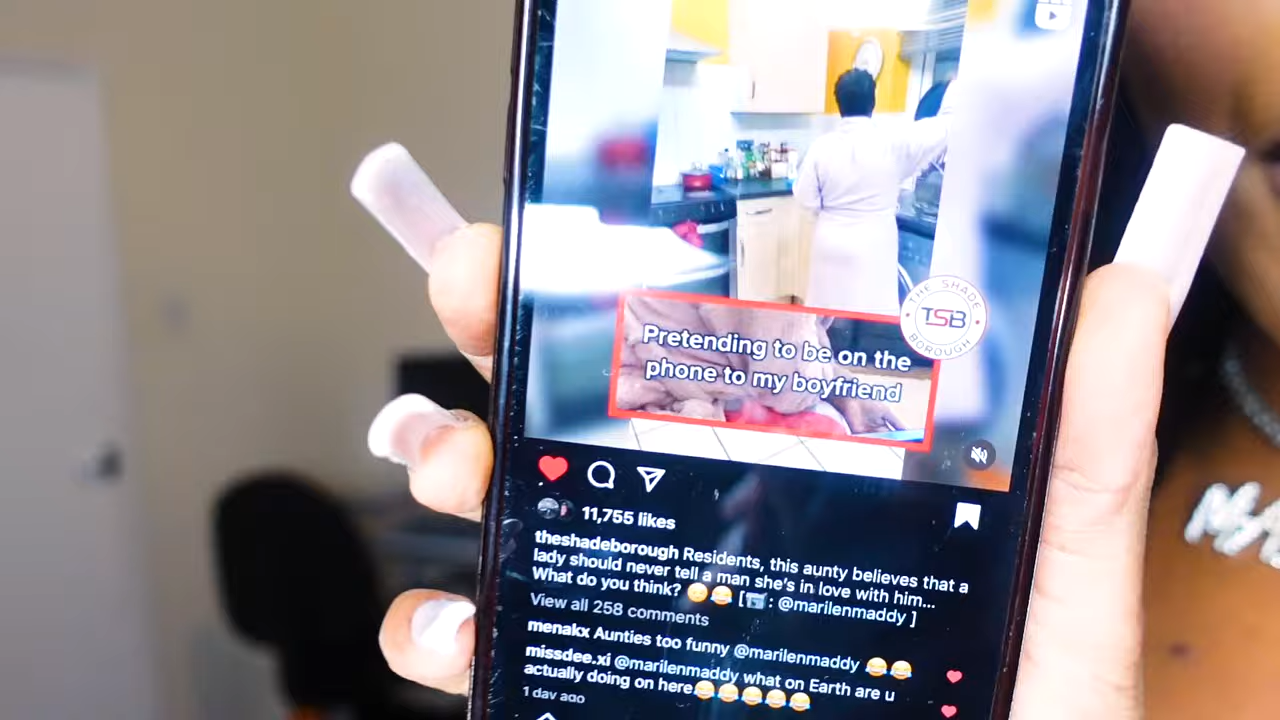 THE SHADE
TSB
BOROUGH
Pretending to be on the
phone to my boyfriend
11,755 likes
theshadeborough Residents, this aunty believes that a
lady should never tell a man she's in love with him...
What do you think? 🙂😂 [📹: @marilenmaddy ]
View all 258 comments
menakx Aunties too funny @marilenmaddy 😂😂
missdee.xi @marilenmaddy what on Earth are u
actually doing on here😂😂😂😂😂
1 day ago